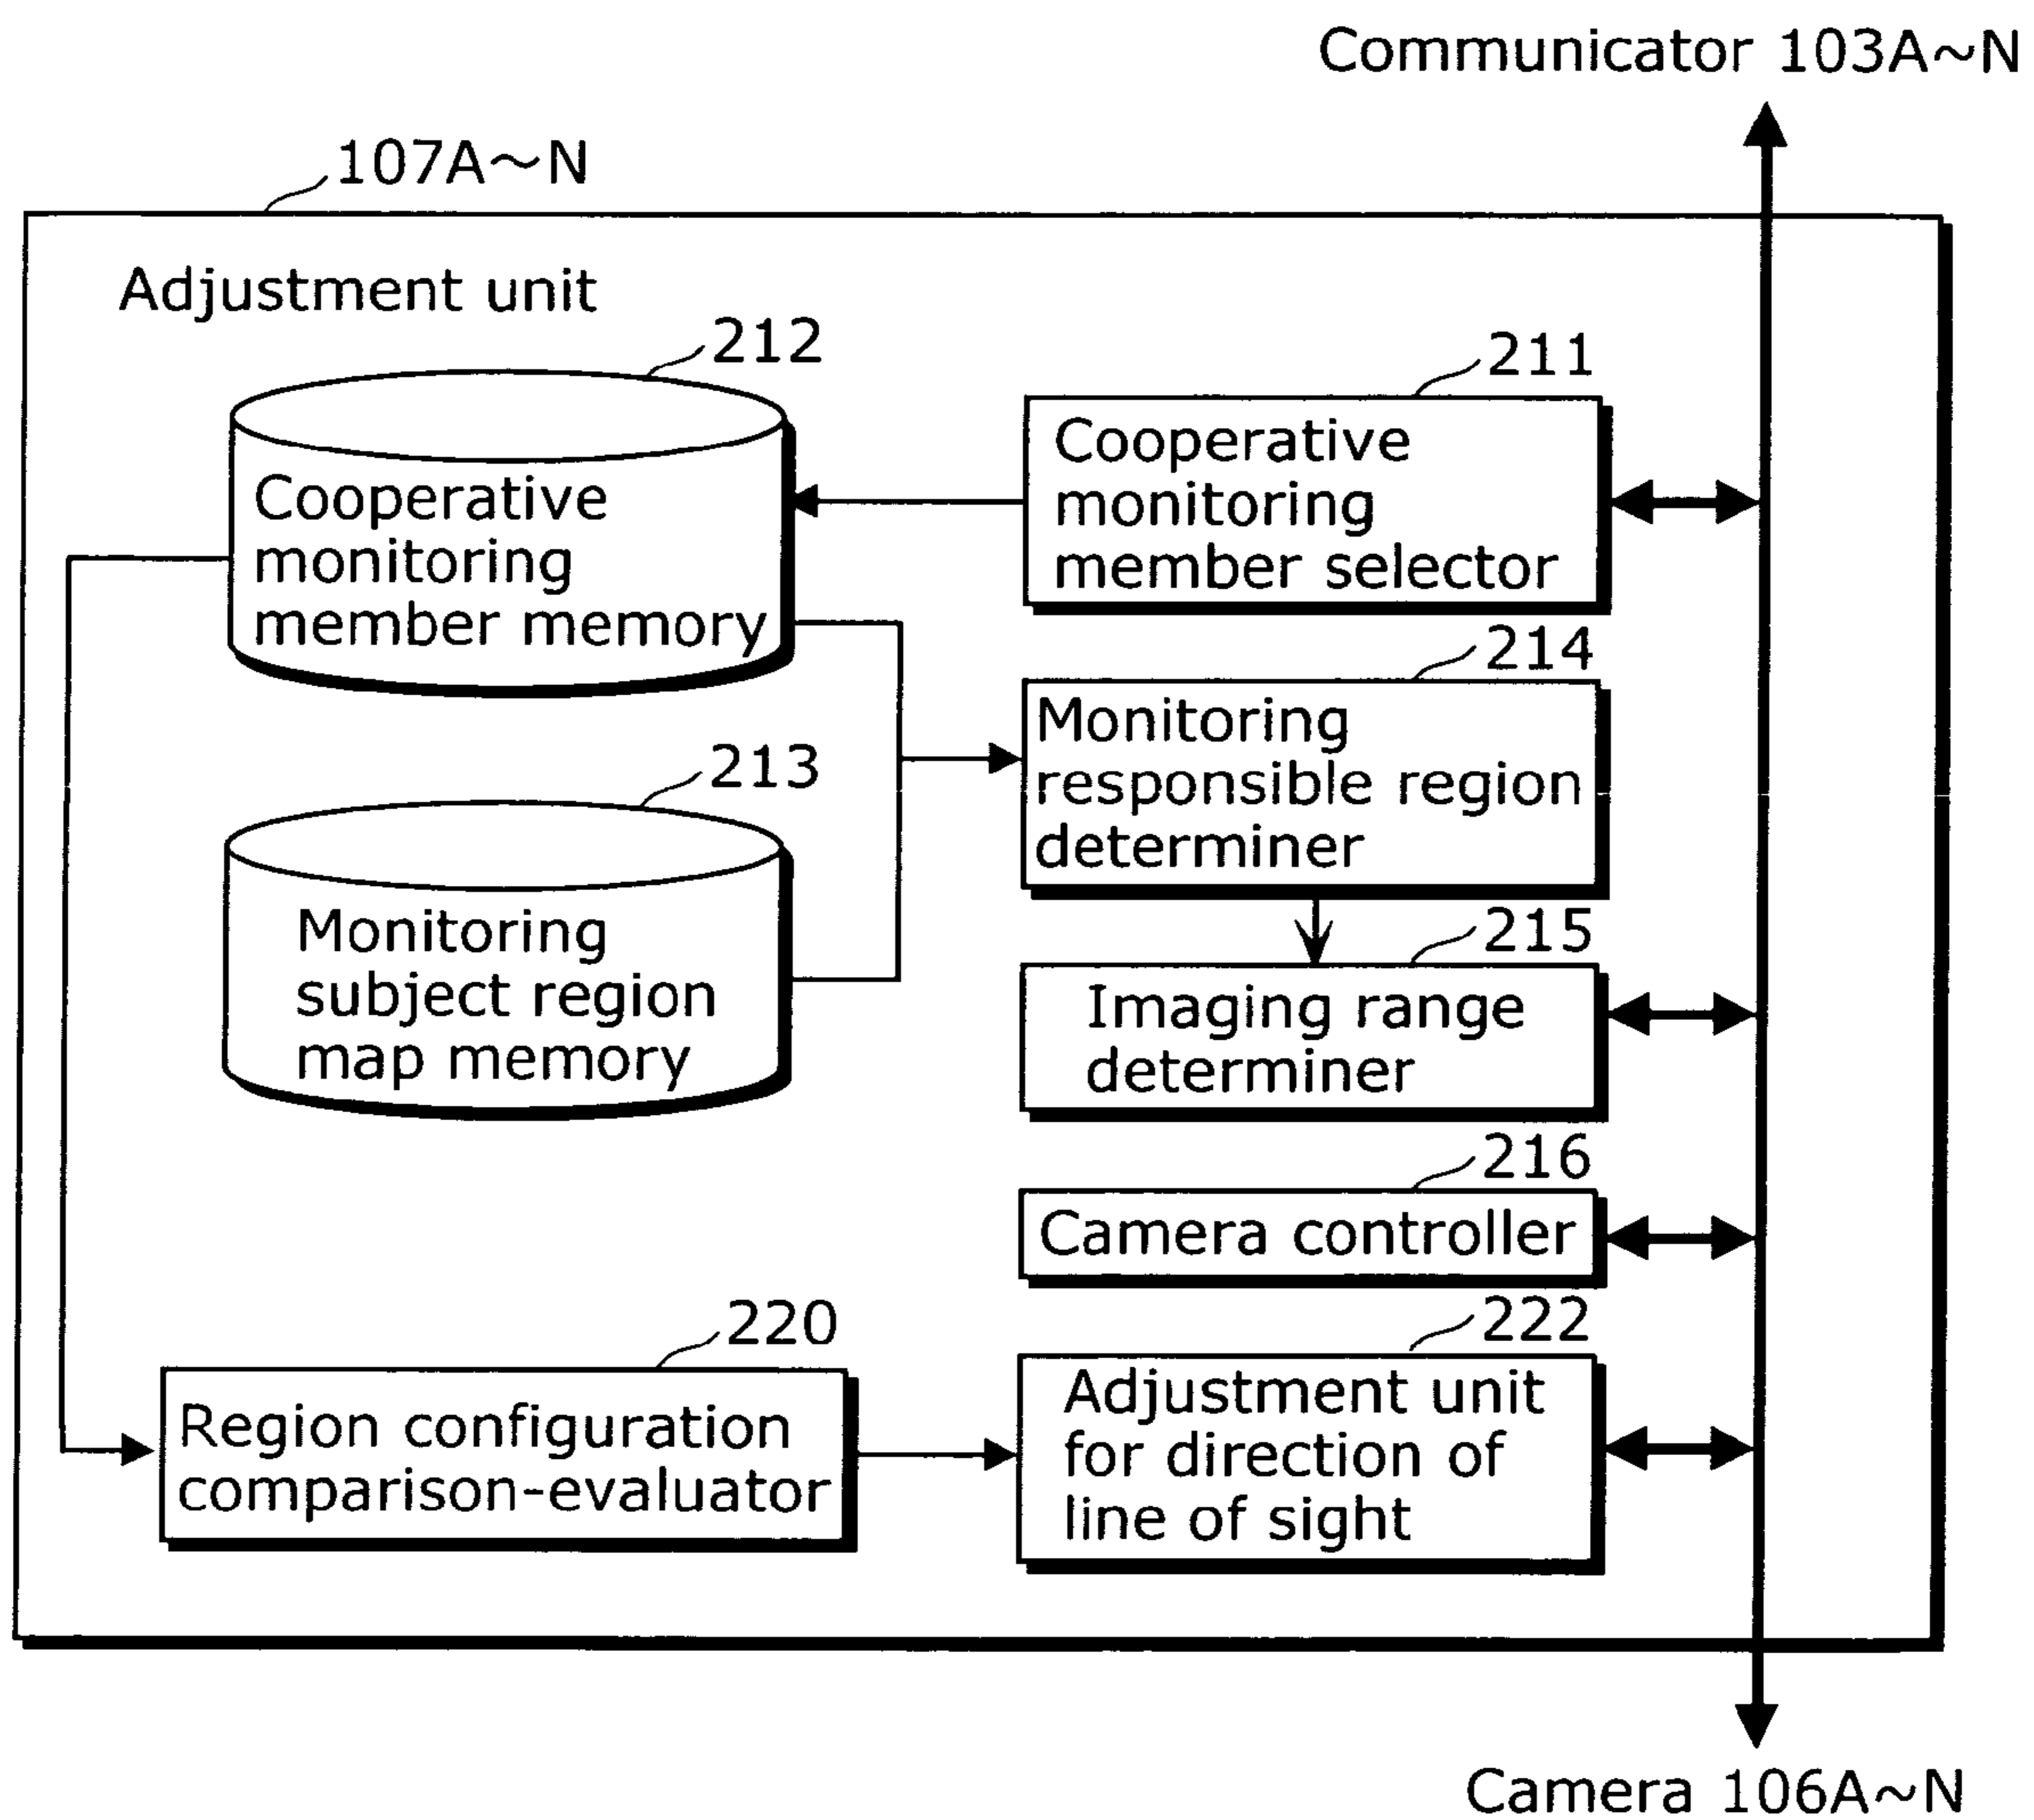 Communicator 103A~N
107A~N
Adjustment unit
212
Cooperative
monitoring
member memory
211
Cooperative
monitoring
member selector
214
Monitoring
responsible region
determiner
213
Monitoring
subject region
map memory
215
Imaging range
determiner
216
Camera controller
220
Region configuration
comparison-evaluator
222
Adjustment unit
for direction of
line of sight
Camera 106A~N